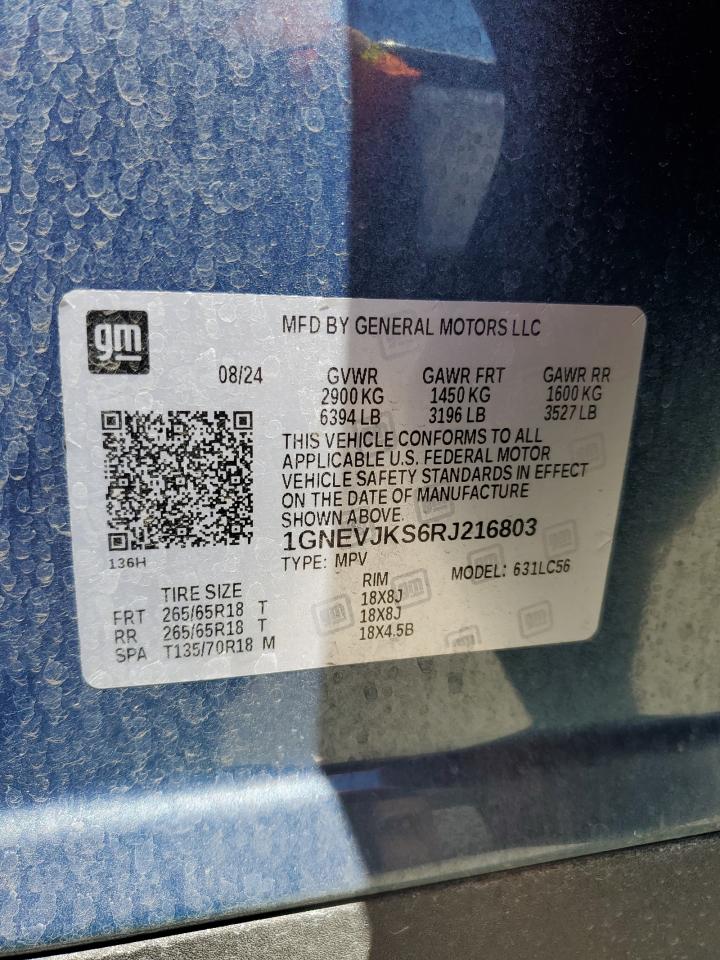 gm
MFD BY GENERAL MOTORS LLC
08/24
GVWR GAWR FRT GAWR RR
2900 KG 1450 KG 1600 KG
6394 LB 3196 LB 3527 LB
THIS VEHICLE CONFORMS TO ALL
APPLICABLE U.S. FEDERAL MOTOR
VEHICLE SAFETY STANDARDS IN EFFECT
ON THE DATE OF MANUFACTURE
SHOWN ABOVE.
1GNEVJKS6RJ216803
136H
TYPE: MPV
MODEL: 631LC56
TIRE SIZE RIM
FRT 265/65R18 T 18X8J
RR 265/65R18 T 18X8J
SPA T135/70R18 M 18X4.5B